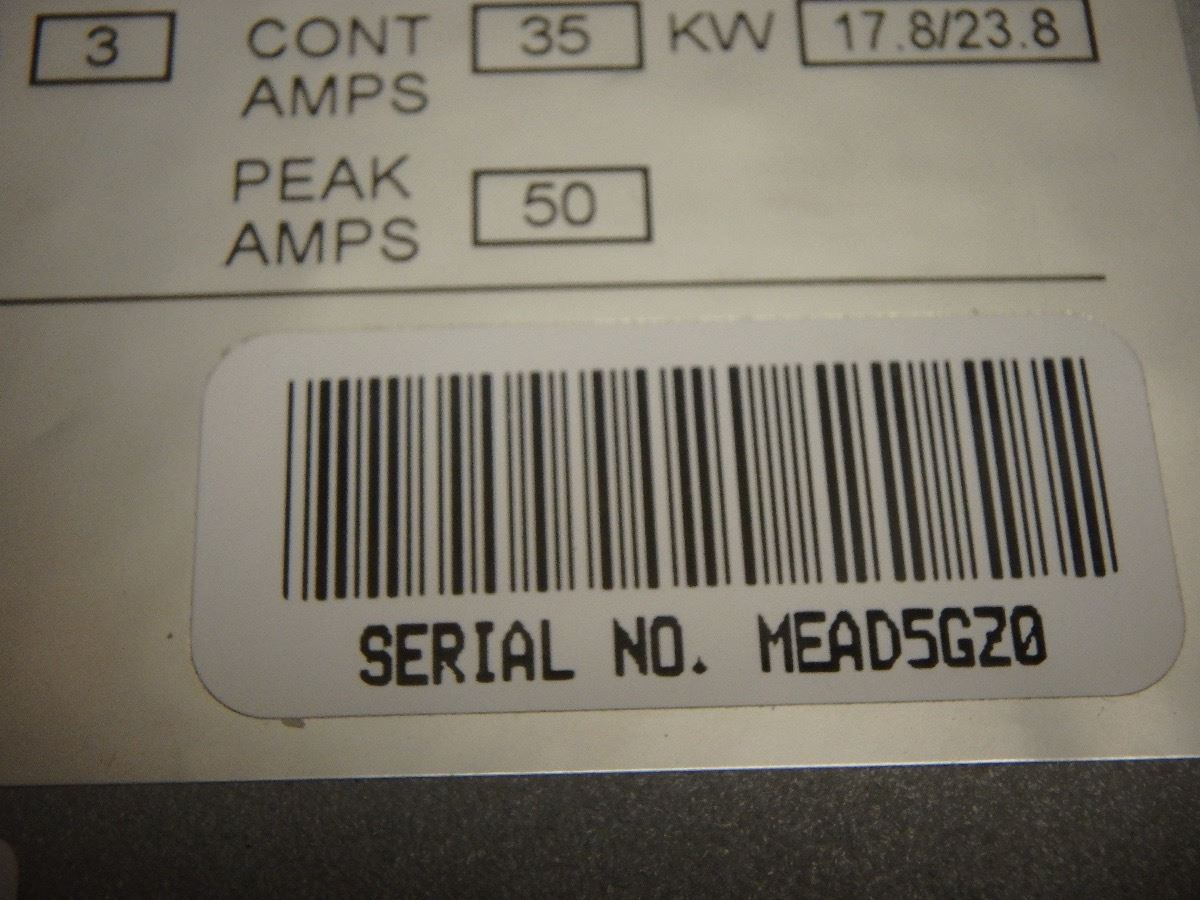 3 CONT AMPS 35 KW 17.8/23.8
PEAK AMPS 50
SERIAL NO. MEAD5GZ0